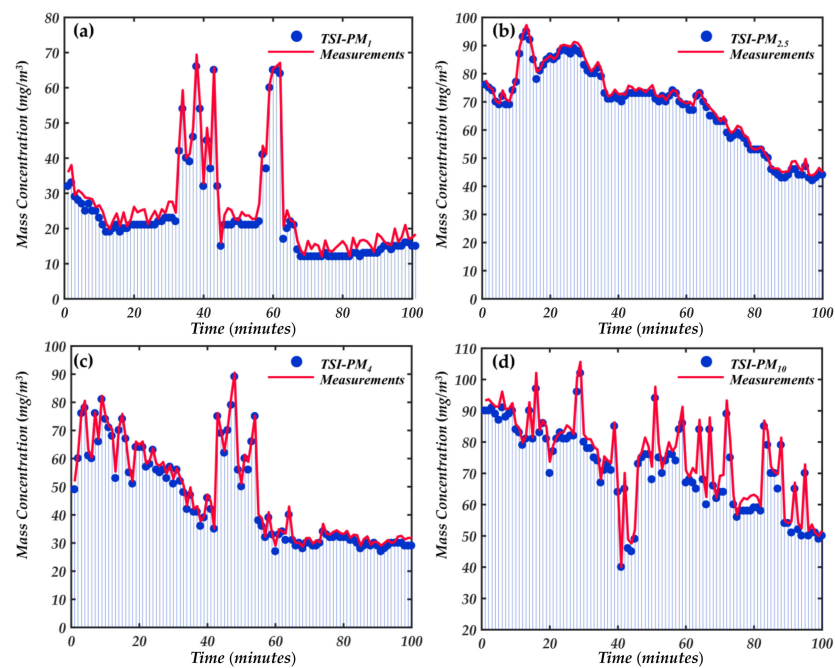 (a)
TSI-PM1
Measurements
Mass Concentration (mg/m³)
80
70
60
50
40
30
20
10
0
0 20 40 60 80 100
Time (minutes)
(b)
TSI-PM2.5
Measurements
Mass Concentration (mg/m³)
100
90
80
70
60
50
40
30
20
10
0
0 20 40 60 80 100
Time (minutes)
(c)
TSI-PM4
Measurements
Mass Concentration (mg/m³)
100
90
80
70
60
50
40
30
20
10
0
0 20 40 60 80 100
Time (minutes)
(d)
TSI-PM10
Measurements
Mass Concentration (mg/m³)
110
100
90
80
70
60
50
40
30
20
0 20 40 60 80 100
Time (minutes)